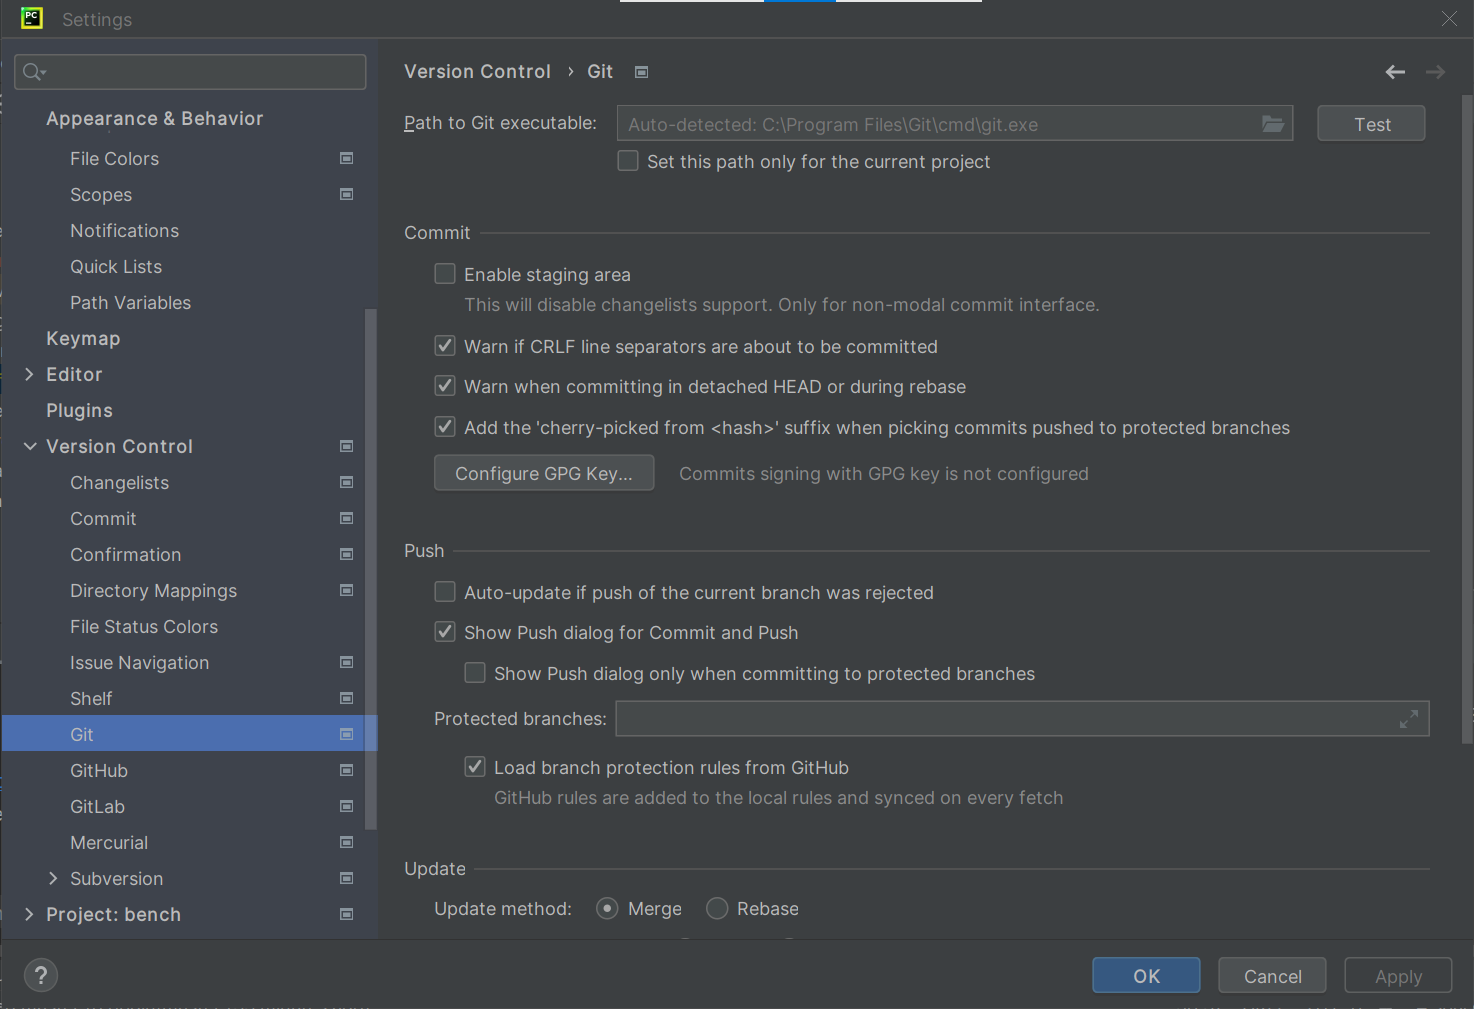 PC
Settings
Appearance & Behavior
File Colors
Scopes
Notifications
Quick Lists
Path Variables
Keymap
Editor
Plugins
Version Control
Changelists
Commit
Confirmation
Directory Mappings
File Status Colors
Issue Navigation
Shelf
Git
GitHub
GitLab
Mercurial
Subversion
Project: bench
Version Control › Git
Path to Git executable: Auto-detected: C:\Program Files\Git\cmd\git.exe Test
Set this path only for the current project
Commit
Enable staging area
This will disable changelists support. Only for non-modal commit interface.
Warn if CRLF line separators are about to be committed
Warn when committing in detached HEAD or during rebase
Add the 'cherry-picked from <hash>' suffix when picking commits pushed to protected branches
Configure GPG Key... Commits signing with GPG key is not configured
Push
Auto-update if push of the current branch was rejected
Show Push dialog for Commit and Push
Show Push dialog only when committing to protected branches
Protected branches:
Load branch protection rules from GitHub
GitHub rules are added to the local rules and synced on every fetch
Update
Update method: Merge Rebase
? OK Cancel Apply